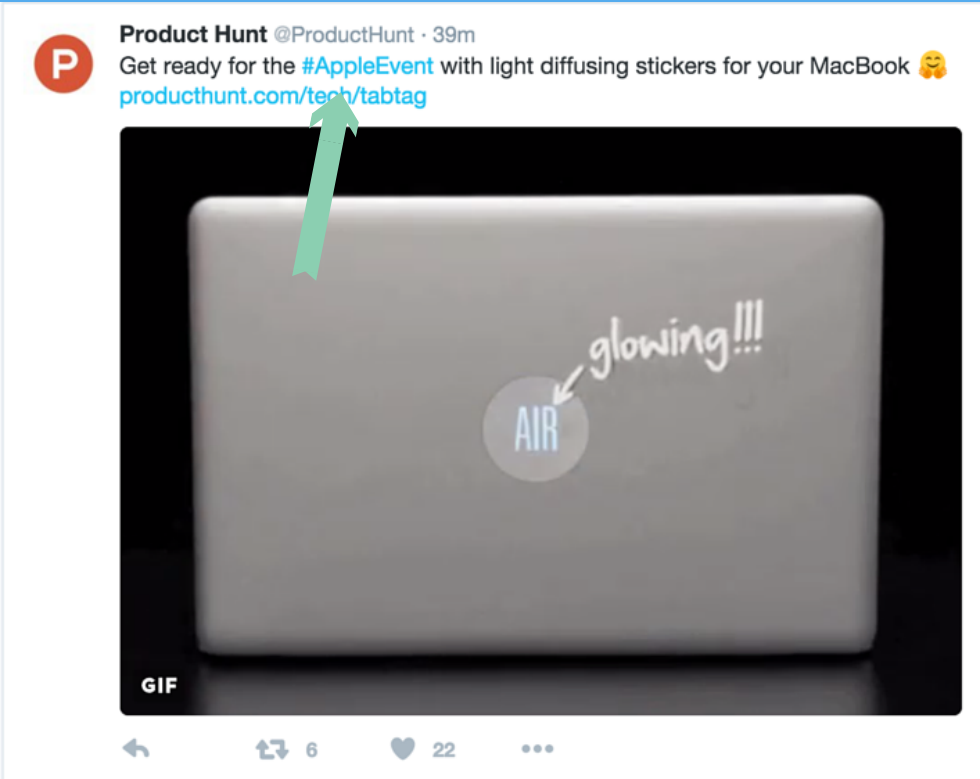 P
Product Hunt @ProductHunt · 39m
Get ready for the #AppleEvent with light diffusing stickers for your MacBook 🤗
producthunt.com/tech/tabtag
glowing!!!
AIR
GIF
6 22